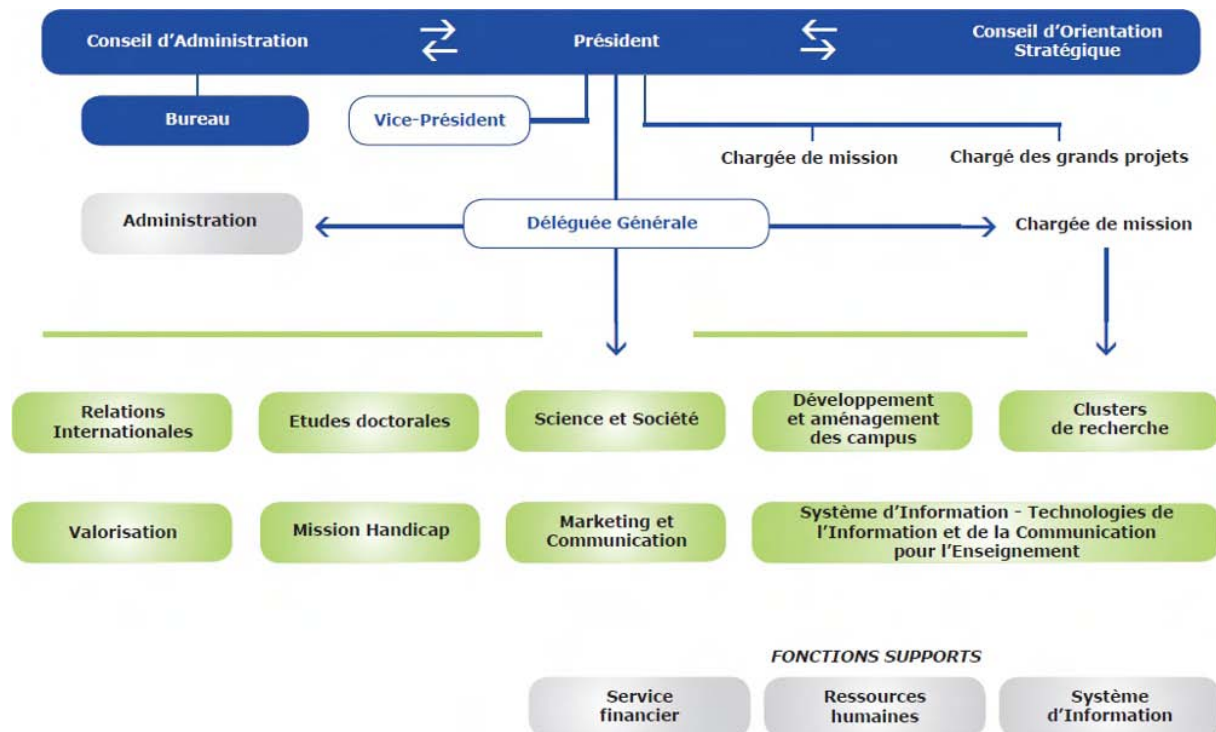 Conseil d'Administration
Président
Conseil d'Orientation
Stratégique
Bureau
Vice-Président
Chargée de mission
Chargé des grands projets
Administration
Déléguée Générale
Chargée de mission
Relations
Internationales
Etudes doctorales
Science et Société
Développement
et aménagement
des campus
Clusters
de recherche
Valorisation
Mission Handicap
Marketing et
Communication
Système d'Information - Technologies de
l'Information et de la Communication
pour l'Enseignement
FONCTIONS SUPPORTS
Service
financier
Ressources
humaines
Système
d'Information